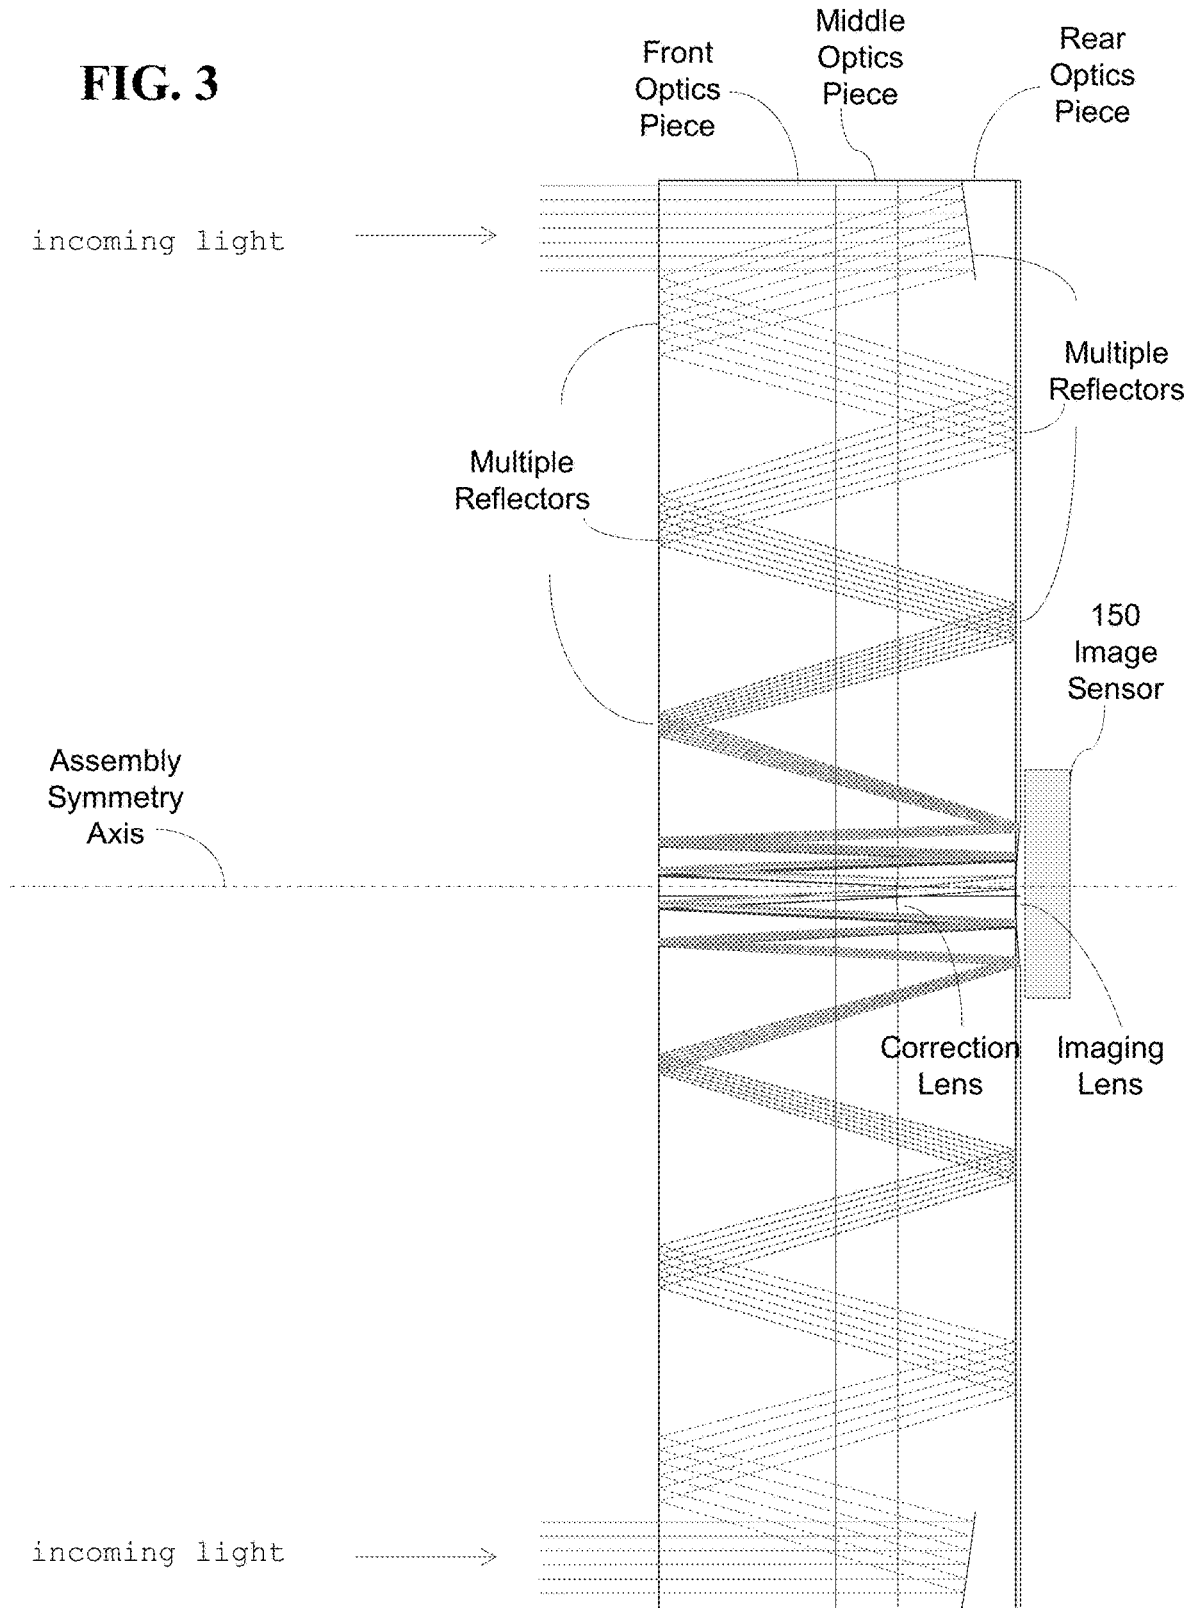 FIG. 3
Front
Optics
Piece
Middle
Optics
Piece
Rear
Optics
Piece
incoming light
Multiple
Reflectors
Multiple
Reflectors
150
Image
Sensor
Assembly
Symmetry
Axis
Correction
Lens
Imaging
Lens
incoming light